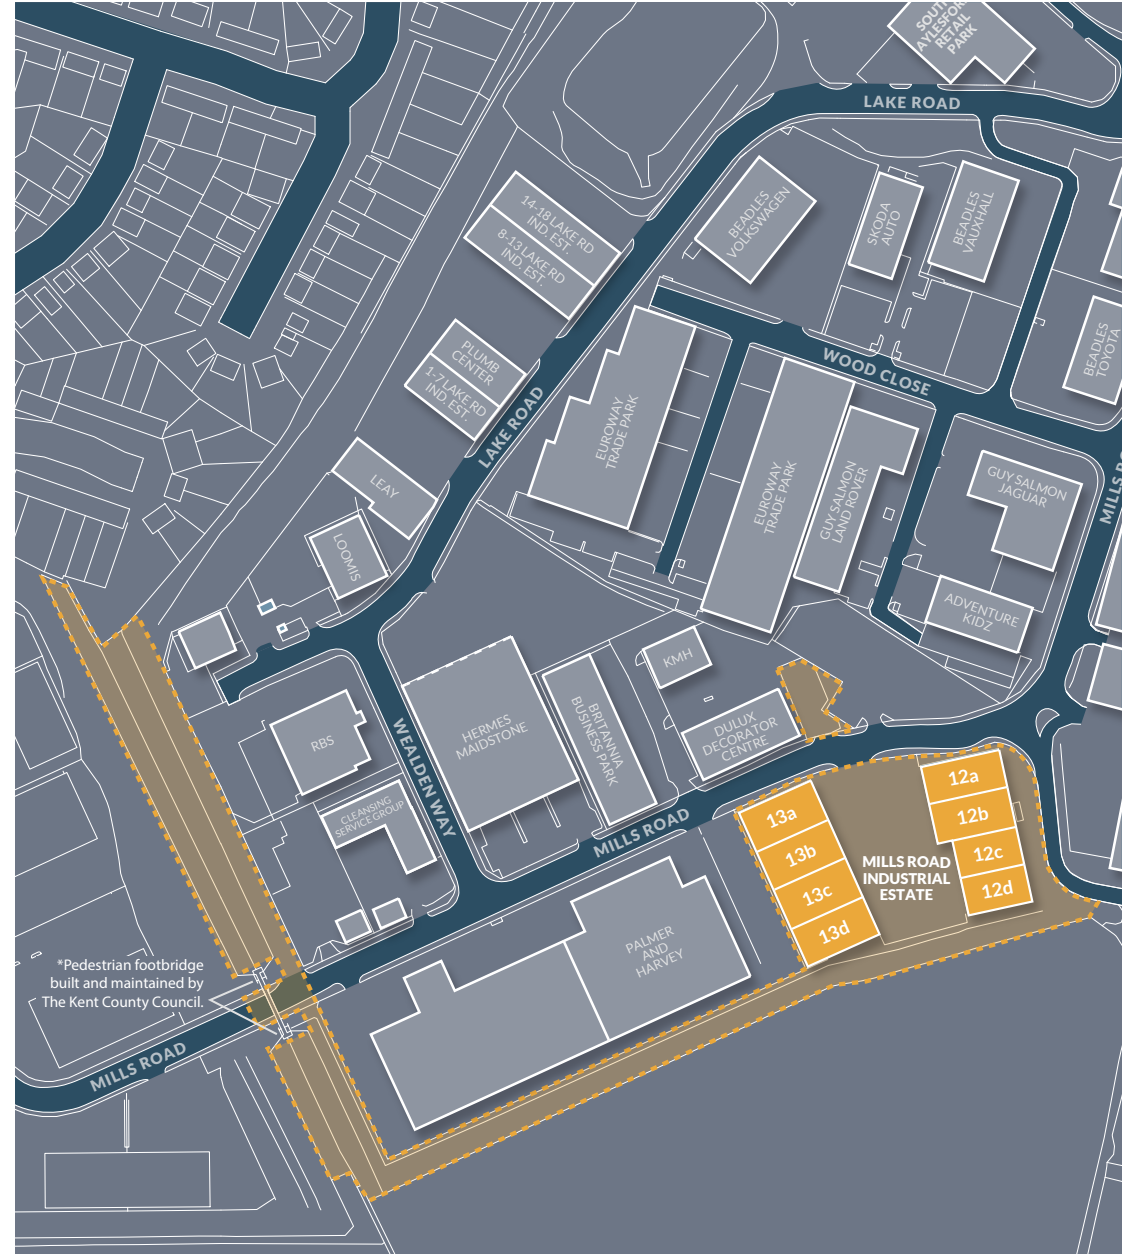 SOUTH
AYLESFORD
RETAIL
PARK
LAKE ROAD
BEADLES
VOLKSWAGEN
SKODA
AUTO
BEADLES
VAUXHALL
14-18 LAKE RD
IND. EST.
8-13 LAKE RD
IND. EST.
BEADLES
TOYOTA
PLUMB
CENTER
1-7 LAKE RD
IND. EST.
WOOD CLOSE
LAKE ROAD
EUROWAY
TRADE PARK
EUROWAY
TRADE PARK
GUY SALMON
LAND ROVER
GUY SALMON
JAGUAR
MILLS RO
LEAY
LOOMIS
ADVENTURE
KIDZ
KMH
HERMES
MAIDSTONE
BRITANNIA
BUSINESS PARK
DULUX
DECORATOR
CENTRE
RBS
WEALDEN WAY
CLEANSING
SERVICE GROUP
MILLS ROAD
13a
13b
13c
13d
MILLS ROAD
INDUSTRIAL
ESTATE
12a
12b
12c
12d
PALMER
AND
HARVEY
*Pedestrian footbridge
built and maintained by
The Kent County Council.
MILLS ROAD